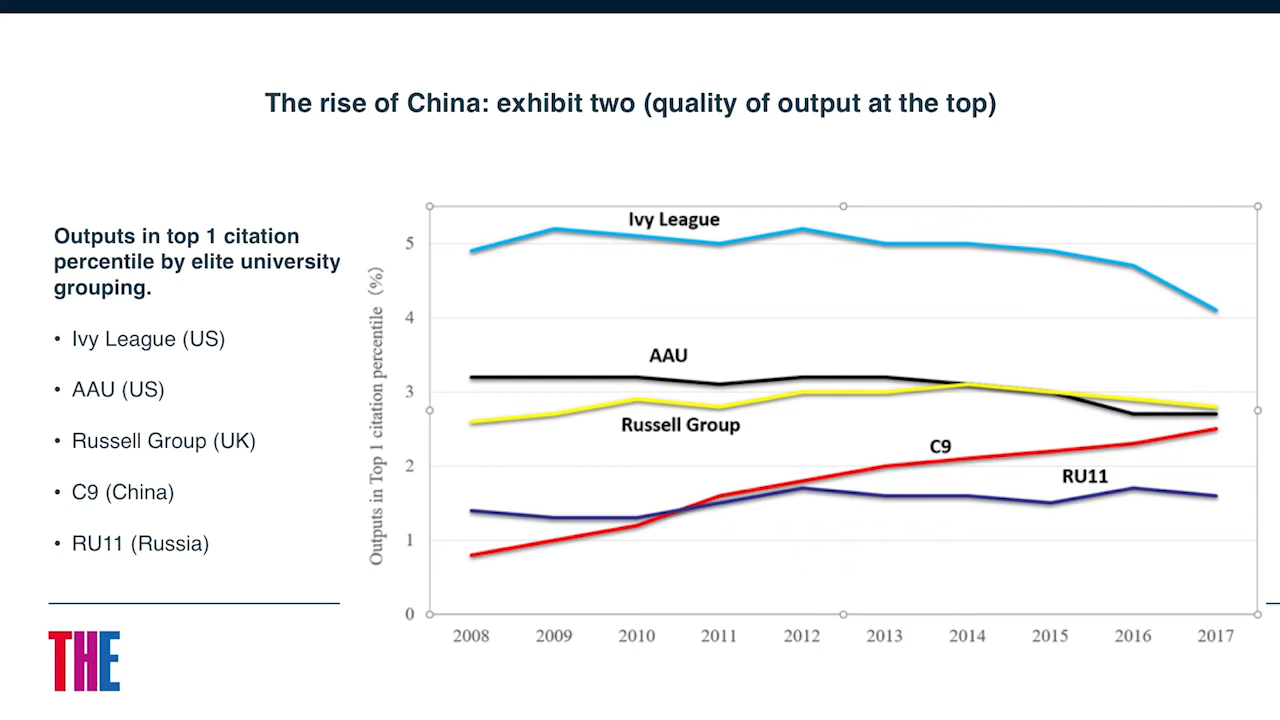 The rise of China: exhibit two (quality of output at the top)
Outputs in top 1 citation
percentile by elite university
grouping.
• Ivy League (US)
• AAU (US)
• Russell Group (UK)
• C9 (China)
• RU11 (Russia)
THE
Outputs in Top 1 citation percentile (%)
5
4
3
2
1
0
Ivy League
AAU
Russell Group
C9
RU11
2008 2009 2010 2011 2012 2013 2014 2015 2016 2017